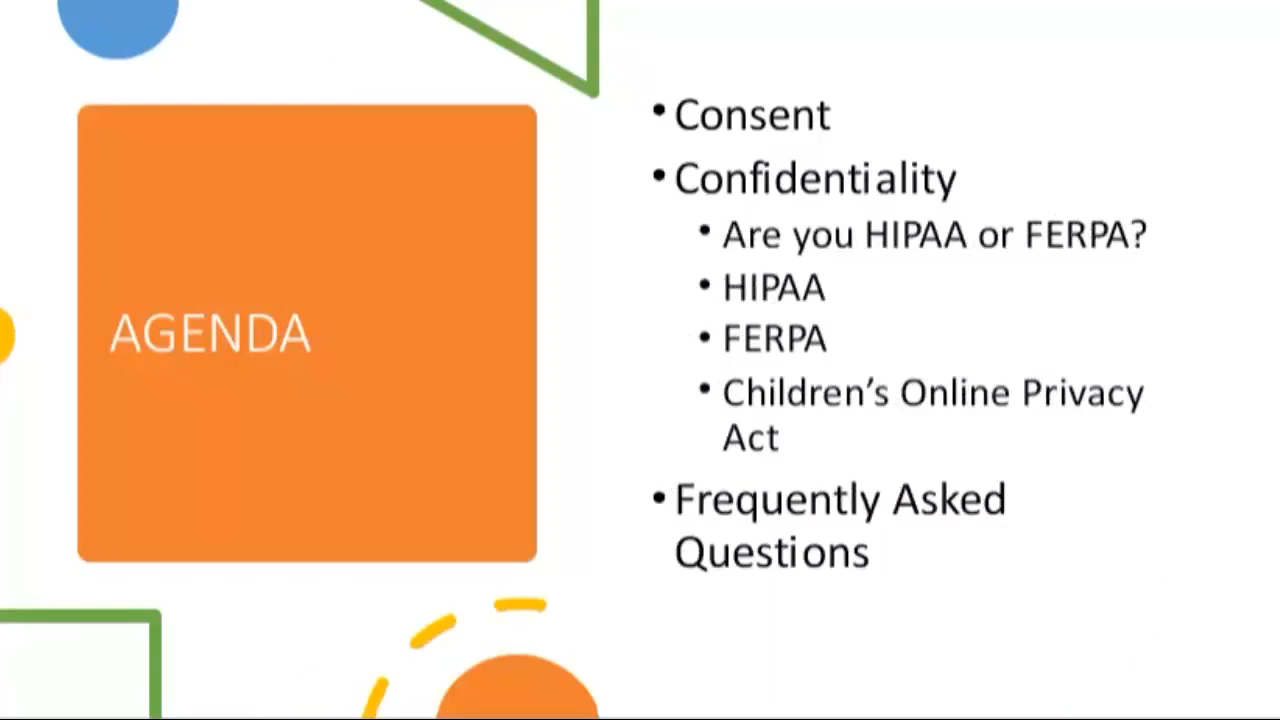 AGENDA
• Consent
• Confidentiality
• Are you HIPAA or FERPA?
• HIPAA
• FERPA
• Children’s Online Privacy
Act
• Frequently Asked
Questions